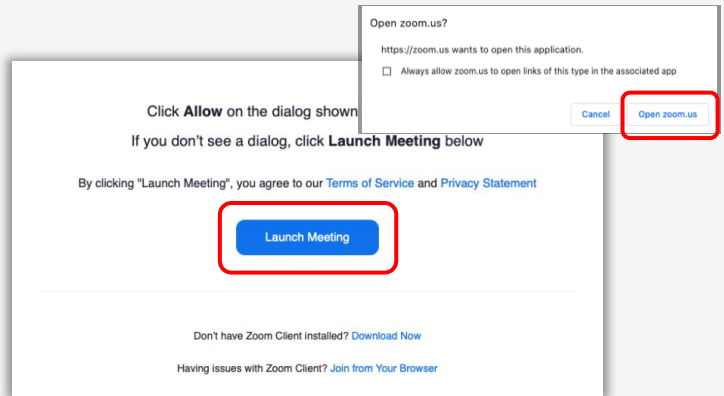 Open zoom.us?
https://zoom.us wants to open this application.
Always allow zoom.us to open links of this type in the associated app
Cancel
Open zoom.us
Click Allow on the dialog shown
If you don't see a dialog, click Launch Meeting below
By clicking "Launch Meeting", you agree to our Terms of Service and Privacy Statement
Launch Meeting
Don't have Zoom Client installed? Download Now
Having issues with Zoom Client? Join from Your Browser